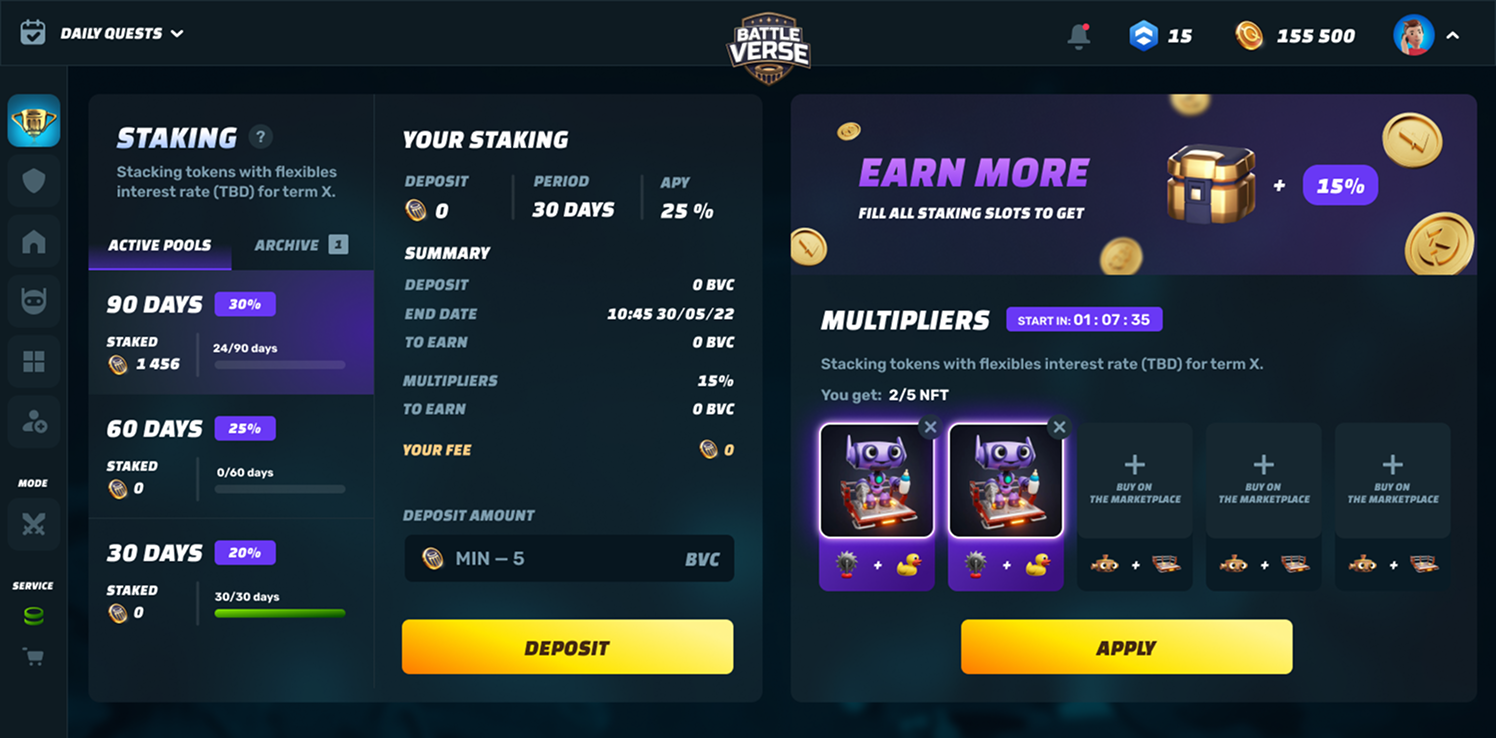 DAILY QUESTS
BATTLE
VERSE
15
155 500
STAKING ?
Stacking tokens with flexibles
interest rate (TBD) for term X.
ACTIVE POOLS
ARCHIVE 1
90 DAYS 30%
STAKED
1 456
24/90 days
60 DAYS 25%
STAKED
0
0/60 days
30 DAYS 20%
STAKED
0
30/30 days
MODE
SERVICE
YOUR STAKING
DEPOSIT
0
PERIOD
30 DAYS
APY
25 %
SUMMARY
DEPOSIT 0 BVC
END DATE 10:45 30/05/22
TO EARN 0 BVC
MULTIPLIERS 15%
TO EARN 0 BVC
YOUR FEE 0
DEPOSIT AMOUNT
MIN – 5 BVC
DEPOSIT
EARN MORE
FILL ALL STAKING SLOTS TO GET
+ 15%
MULTIPLIERS START IN: 01 : 07 : 35
Stacking tokens with flexibles interest rate (TBD) for term X.
You get: 2/5 NFT
BUY ON
THE MARKETPLACE
BUY ON
THE MARKETPLACE
BUY ON
THE MARKETPLACE
+ + + + +
APPLY